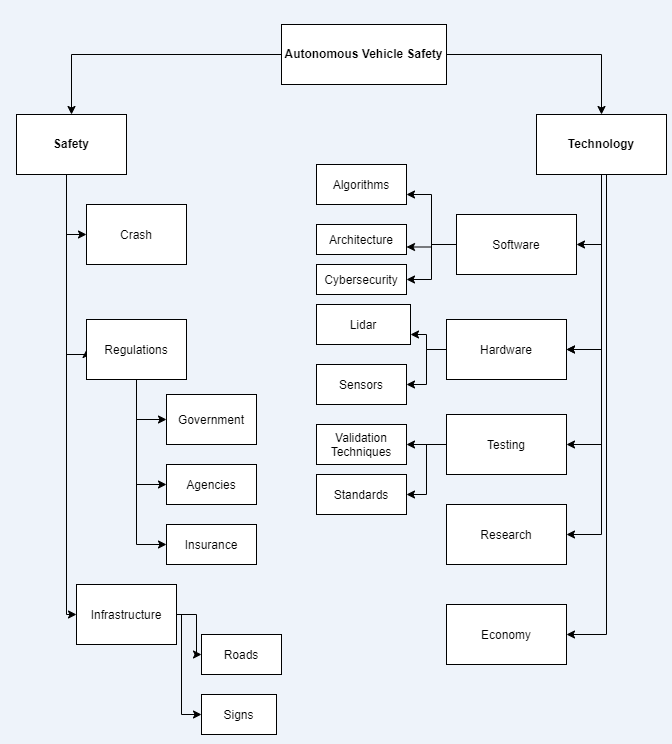 Autonomous Vehicle Safety
Safety
Technology
Algorithms
Crash
Architecture
Software
Cybersecurity
Lidar
Regulations
Hardware
Sensors
Government
Validation
Techniques
Testing
Agencies
Standards
Research
Insurance
Infrastructure
Economy
Roads
Signs